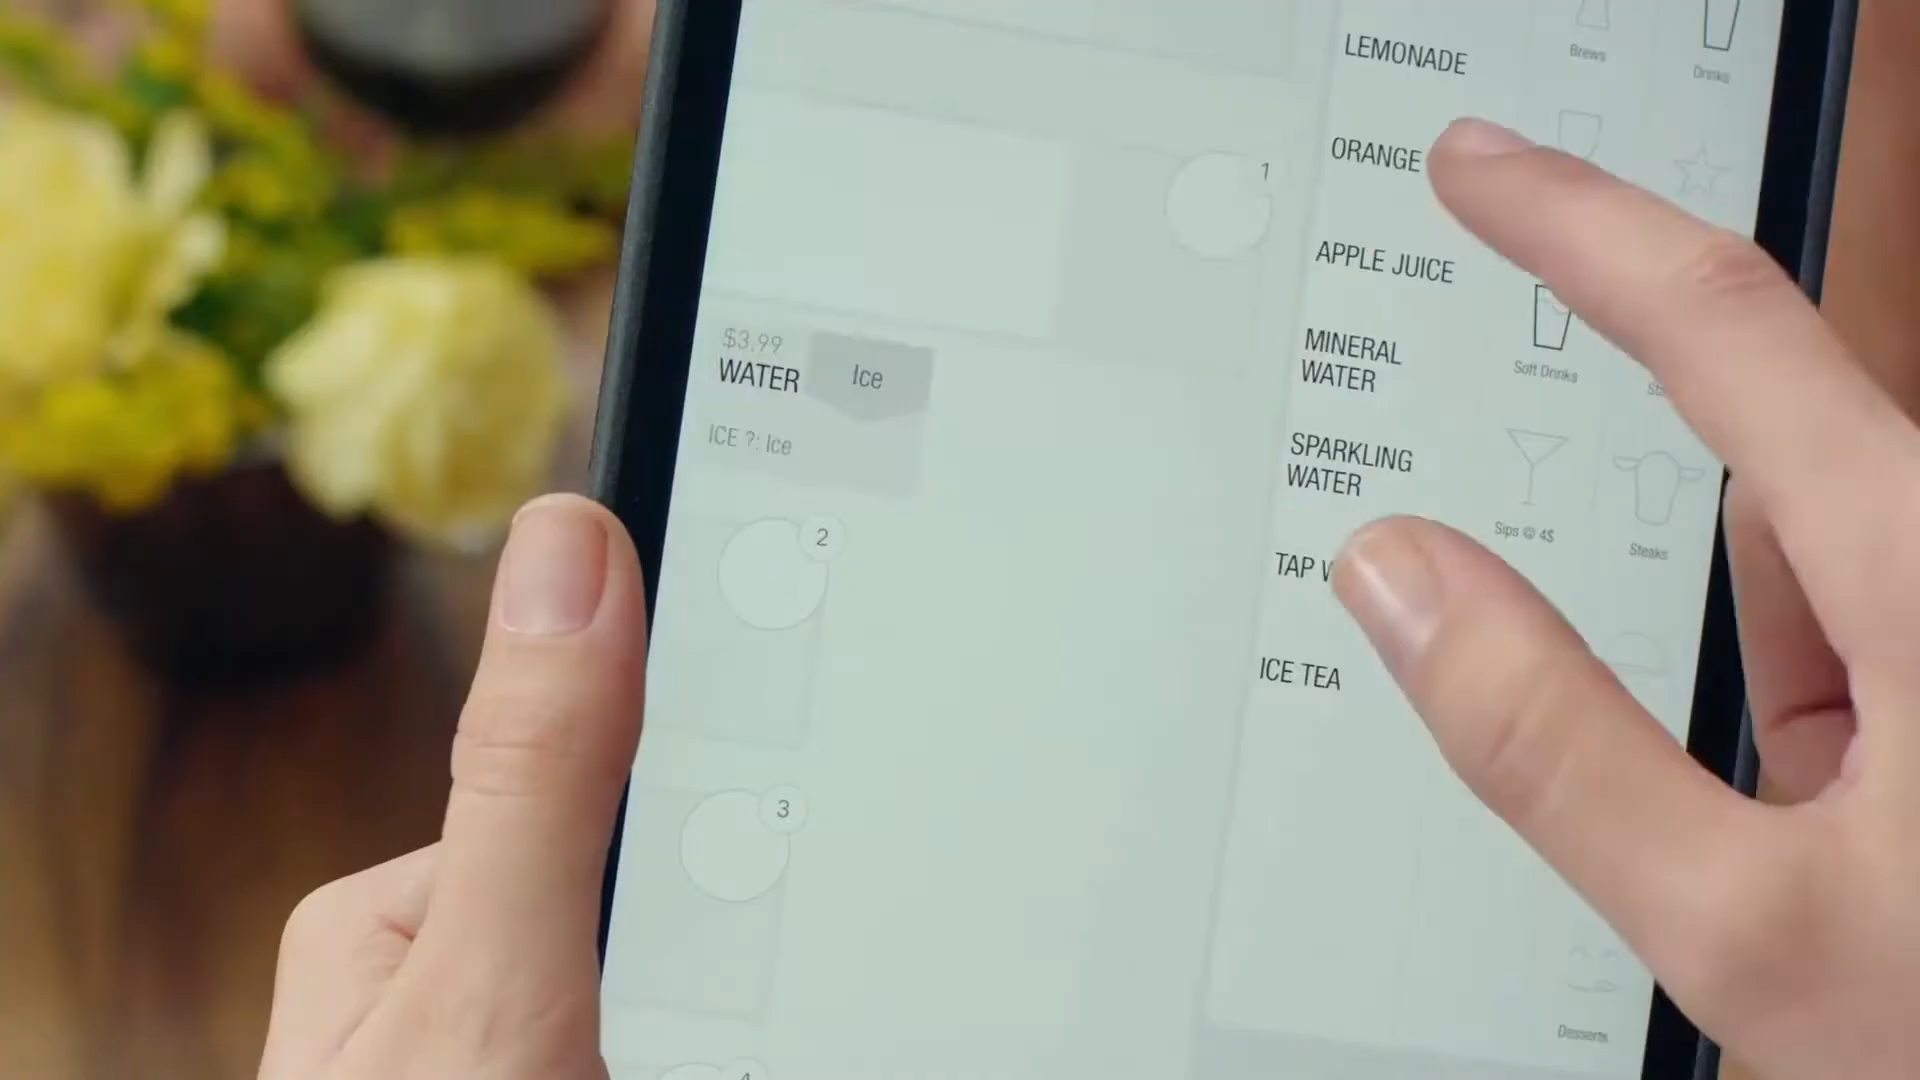 $3.99
WATER
Ice
ICE ?: Ice
1
2
3
4
LEMONADE
ORANGE
APPLE JUICE
MINERAL
WATER
SPARKLING
WATER
TAP
ICE TEA
Brews
Drinks
Soft Drinks
Sips @ 4$
Steaks
Desserts